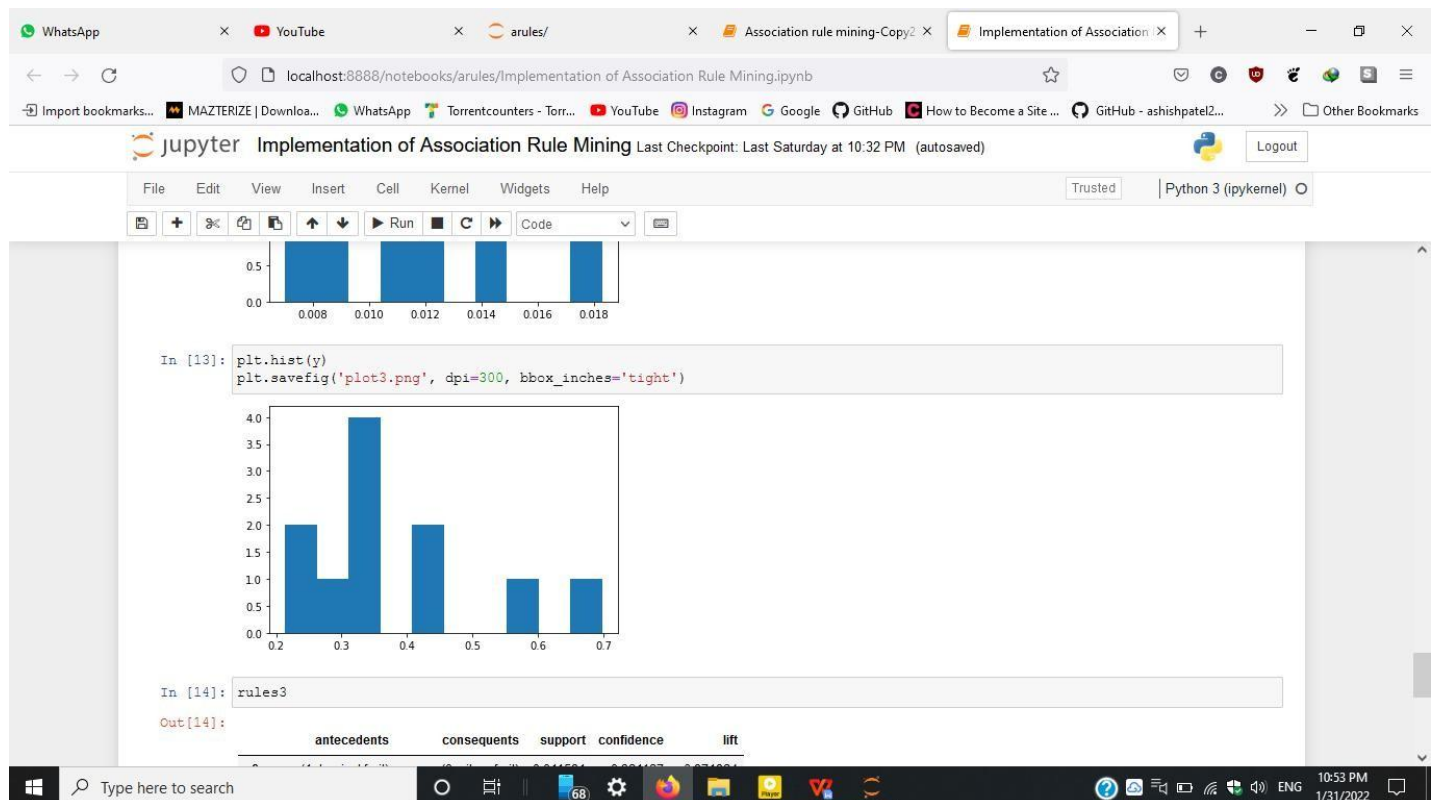 WhatsApp
YouTube
arules/
Association rule mining-Copy2
Implementation of Association
localhost:8888/notebooks/arules/Implementation of Association Rule Mining.ipynb
Import bookmarks... MAZTERIZE | Downloa... WhatsApp Torrentcounters - Torr... YouTube Instagram Google GitHub How to Become a Site ... GitHub - ashishpatel2... Other Bookmarks
jupyter Implementation of Association Rule Mining Last Checkpoint: Last Saturday at 10:32 PM (autosaved) Logout
File Edit View Insert Cell Kernel Widgets Help Trusted Python 3 (ipykernel)
Run Code
0.5
0.0
0.008 0.010 0.012 0.014 0.016 0.018
In [13]: plt.hist(y)
plt.savefig('plot3.png', dpi=300, bbox_inches='tight')
4.0
3.5
3.0
2.5
2.0
1.5
1.0
0.5
0.0
0.2 0.3 0.4 0.5 0.6 0.7
In [14]: rules3
Out[14]:
antecedents consequents support confidence lift
Type here to search
68
Player
ENG
10:53 PM
1/31/2022